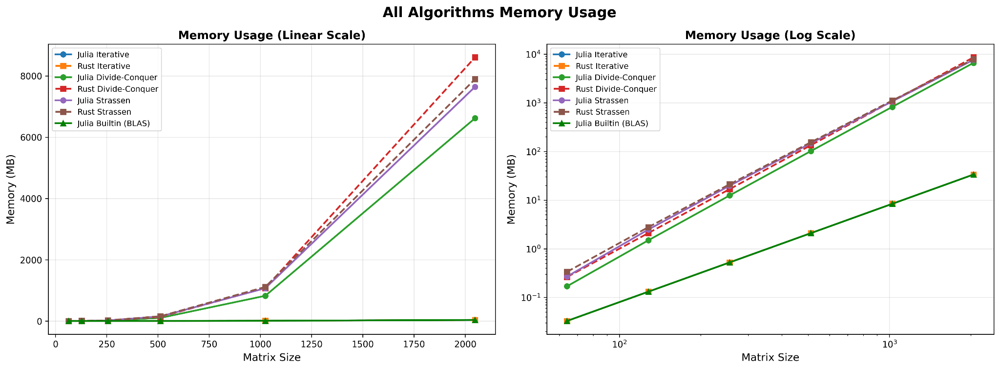 All Algorithms Memory Usage
Memory Usage (Linear Scale)
Julia Iterative
Rust Iterative
Julia Divide-Conquer
Rust Divide-Conquer
Julia Strassen
Rust Strassen
Julia Builtin (BLAS)
8000
6000
4000
2000
0
Memory (MB)
0 250 500 750 1000 1250 1500 1750 2000
Matrix Size
Memory Usage (Log Scale)
Julia Iterative
Rust Iterative
Julia Divide-Conquer
Rust Divide-Conquer
Julia Strassen
Rust Strassen
Julia Builtin (BLAS)
10⁴
10³
10²
10¹
10⁰
10⁻¹
Memory (MB)
10² 10³
Matrix Size